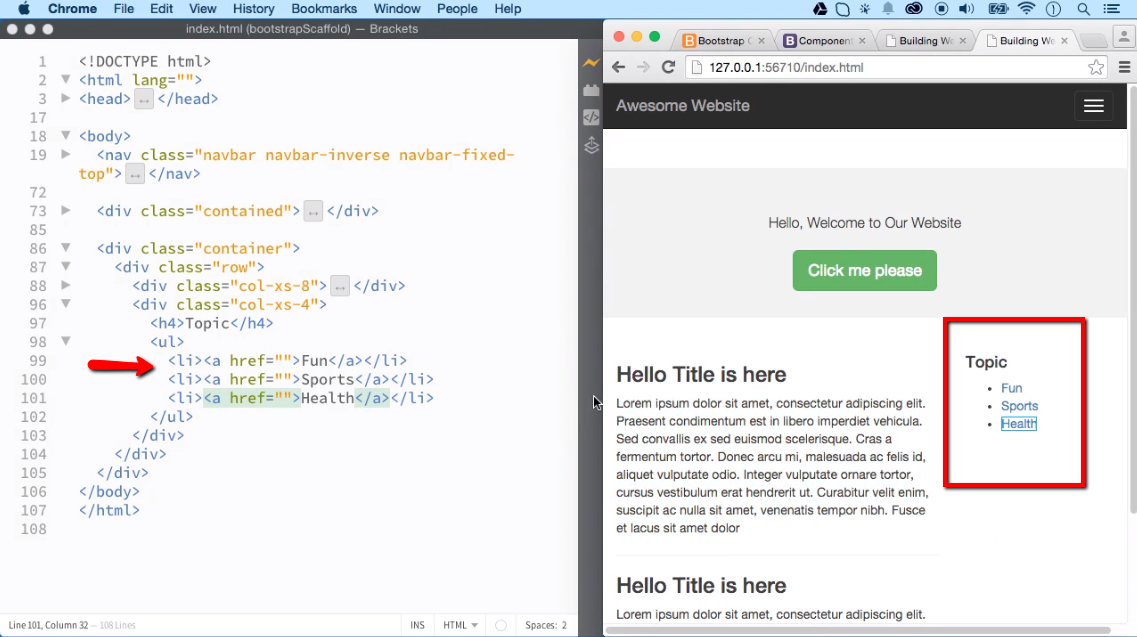 Chrome File Edit View History Bookmarks Window People Help
index.html (bootstrapScaffold) — Brackets
1 <!DOCTYPE html>
2 <html lang="">
3 <head> </head>
17
18 <body>
19 <nav class="navbar navbar-inverse navbar-fixed-
top"> </nav>
72
73 <div class="contained"> </div>
85
86 <div class="container">
87 <div class="row">
88 <div class="col-xs-8"> </div>
96 <div class="col-xs-4">
97 <h4>Topic</h4>
98 <ul>
99 <li><a href="">Fun</a></li>
100 <li><a href="">Sports</a></li>
101 <li><a href="">Health</a></li>
102 </ul>
103 </div>
104 </div>
105 </div>
106 </body>
107 </html>
108
Line 101, Column 32 — 108 Lines
INS HTML Spaces: 2
Bootstrap Component Building We Building We
127.0.0.1:56710/index.html
Awesome Website
Hello, Welcome to Our Website
Click me please
Hello Title is here
Lorem ipsum dolor sit amet, consectetur adipiscing elit.
Praesent condimentum est in libero imperdiet vehicula.
Sed convallis ex sed euismod scelerisque. Cras a
fermentum tortor. Donec arcu mi, malesuada ac felis id,
aliquet vulputate odio. Integer vulputate ornare tortor,
cursus vestibulum erat hendrerit ut. Curabitur velit enim,
suscipit ac nulla sit amet, venenatis tempor nibh. Fusce
et lacus sit amet dolor
Hello Title is here
Lorem ipsum dolor sit amet, consectetur adipiscing elit.
Topic
Fun
Sports
Health